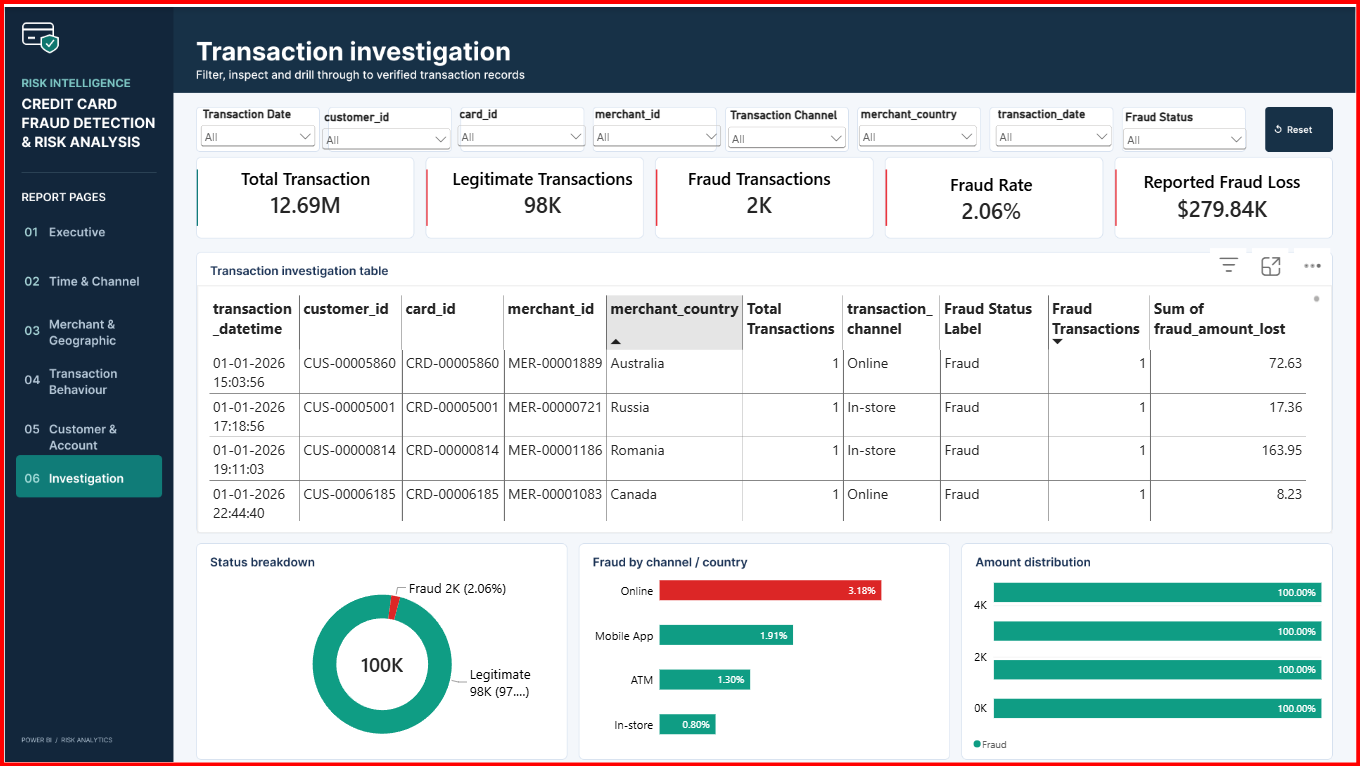 RISK INTELLIGENCE
CREDIT CARD
FRAUD DETECTION
& RISK ANALYSIS
REPORT PAGES
01 Executive
02 Time & Channel
03 Merchant &
Geographic
04 Transaction
Behaviour
05 Customer &
Account
06 Investigation
POWER BI / RISK ANALYTICS
Transaction investigation
Filter, inspect and drill through to verified transaction records
Transaction Date customer_id card_id merchant_id Transaction Channel merchant_country transaction_date Fraud Status
All All All All All All All All
Reset
Total Transaction Legitimate Transactions Fraud Transactions Fraud Rate Reported Fraud Loss
12.69M 98K 2K 2.06% $279.84K
Transaction investigation table
transaction customer_id card_id merchant_id merchant_country Total transaction_ Fraud Status Fraud Sum of
_datetime Transactions channel Label Transactions fraud_amount_lost
01-01-2026 CUS-00005860 CRD-00005860 MER-00001889 Australia 1 Online Fraud 1 72.63
15:03:56
01-01-2026 CUS-00005001 CRD-00005001 MER-00000721 Russia 1 In-store Fraud 1 17.36
17:18:56
01-01-2026 CUS-00000814 CRD-00000814 MER-00001186 Romania 1 In-store Fraud 1 163.95
19:11:03
01-01-2026 CUS-00006185 CRD-00006185 MER-00001083 Canada 1 Online Fraud 1 8.23
22:44:40
Status breakdown
Fraud 2K (2.06%)
100K
Legitimate
98K (97....)
Fraud by channel / country
Online 3.18%
Mobile App 1.91%
ATM 1.30%
In-store 0.80%
Amount distribution
100.00%
4K
100.00%
2K
100.00%
0K 100.00%
Fraud